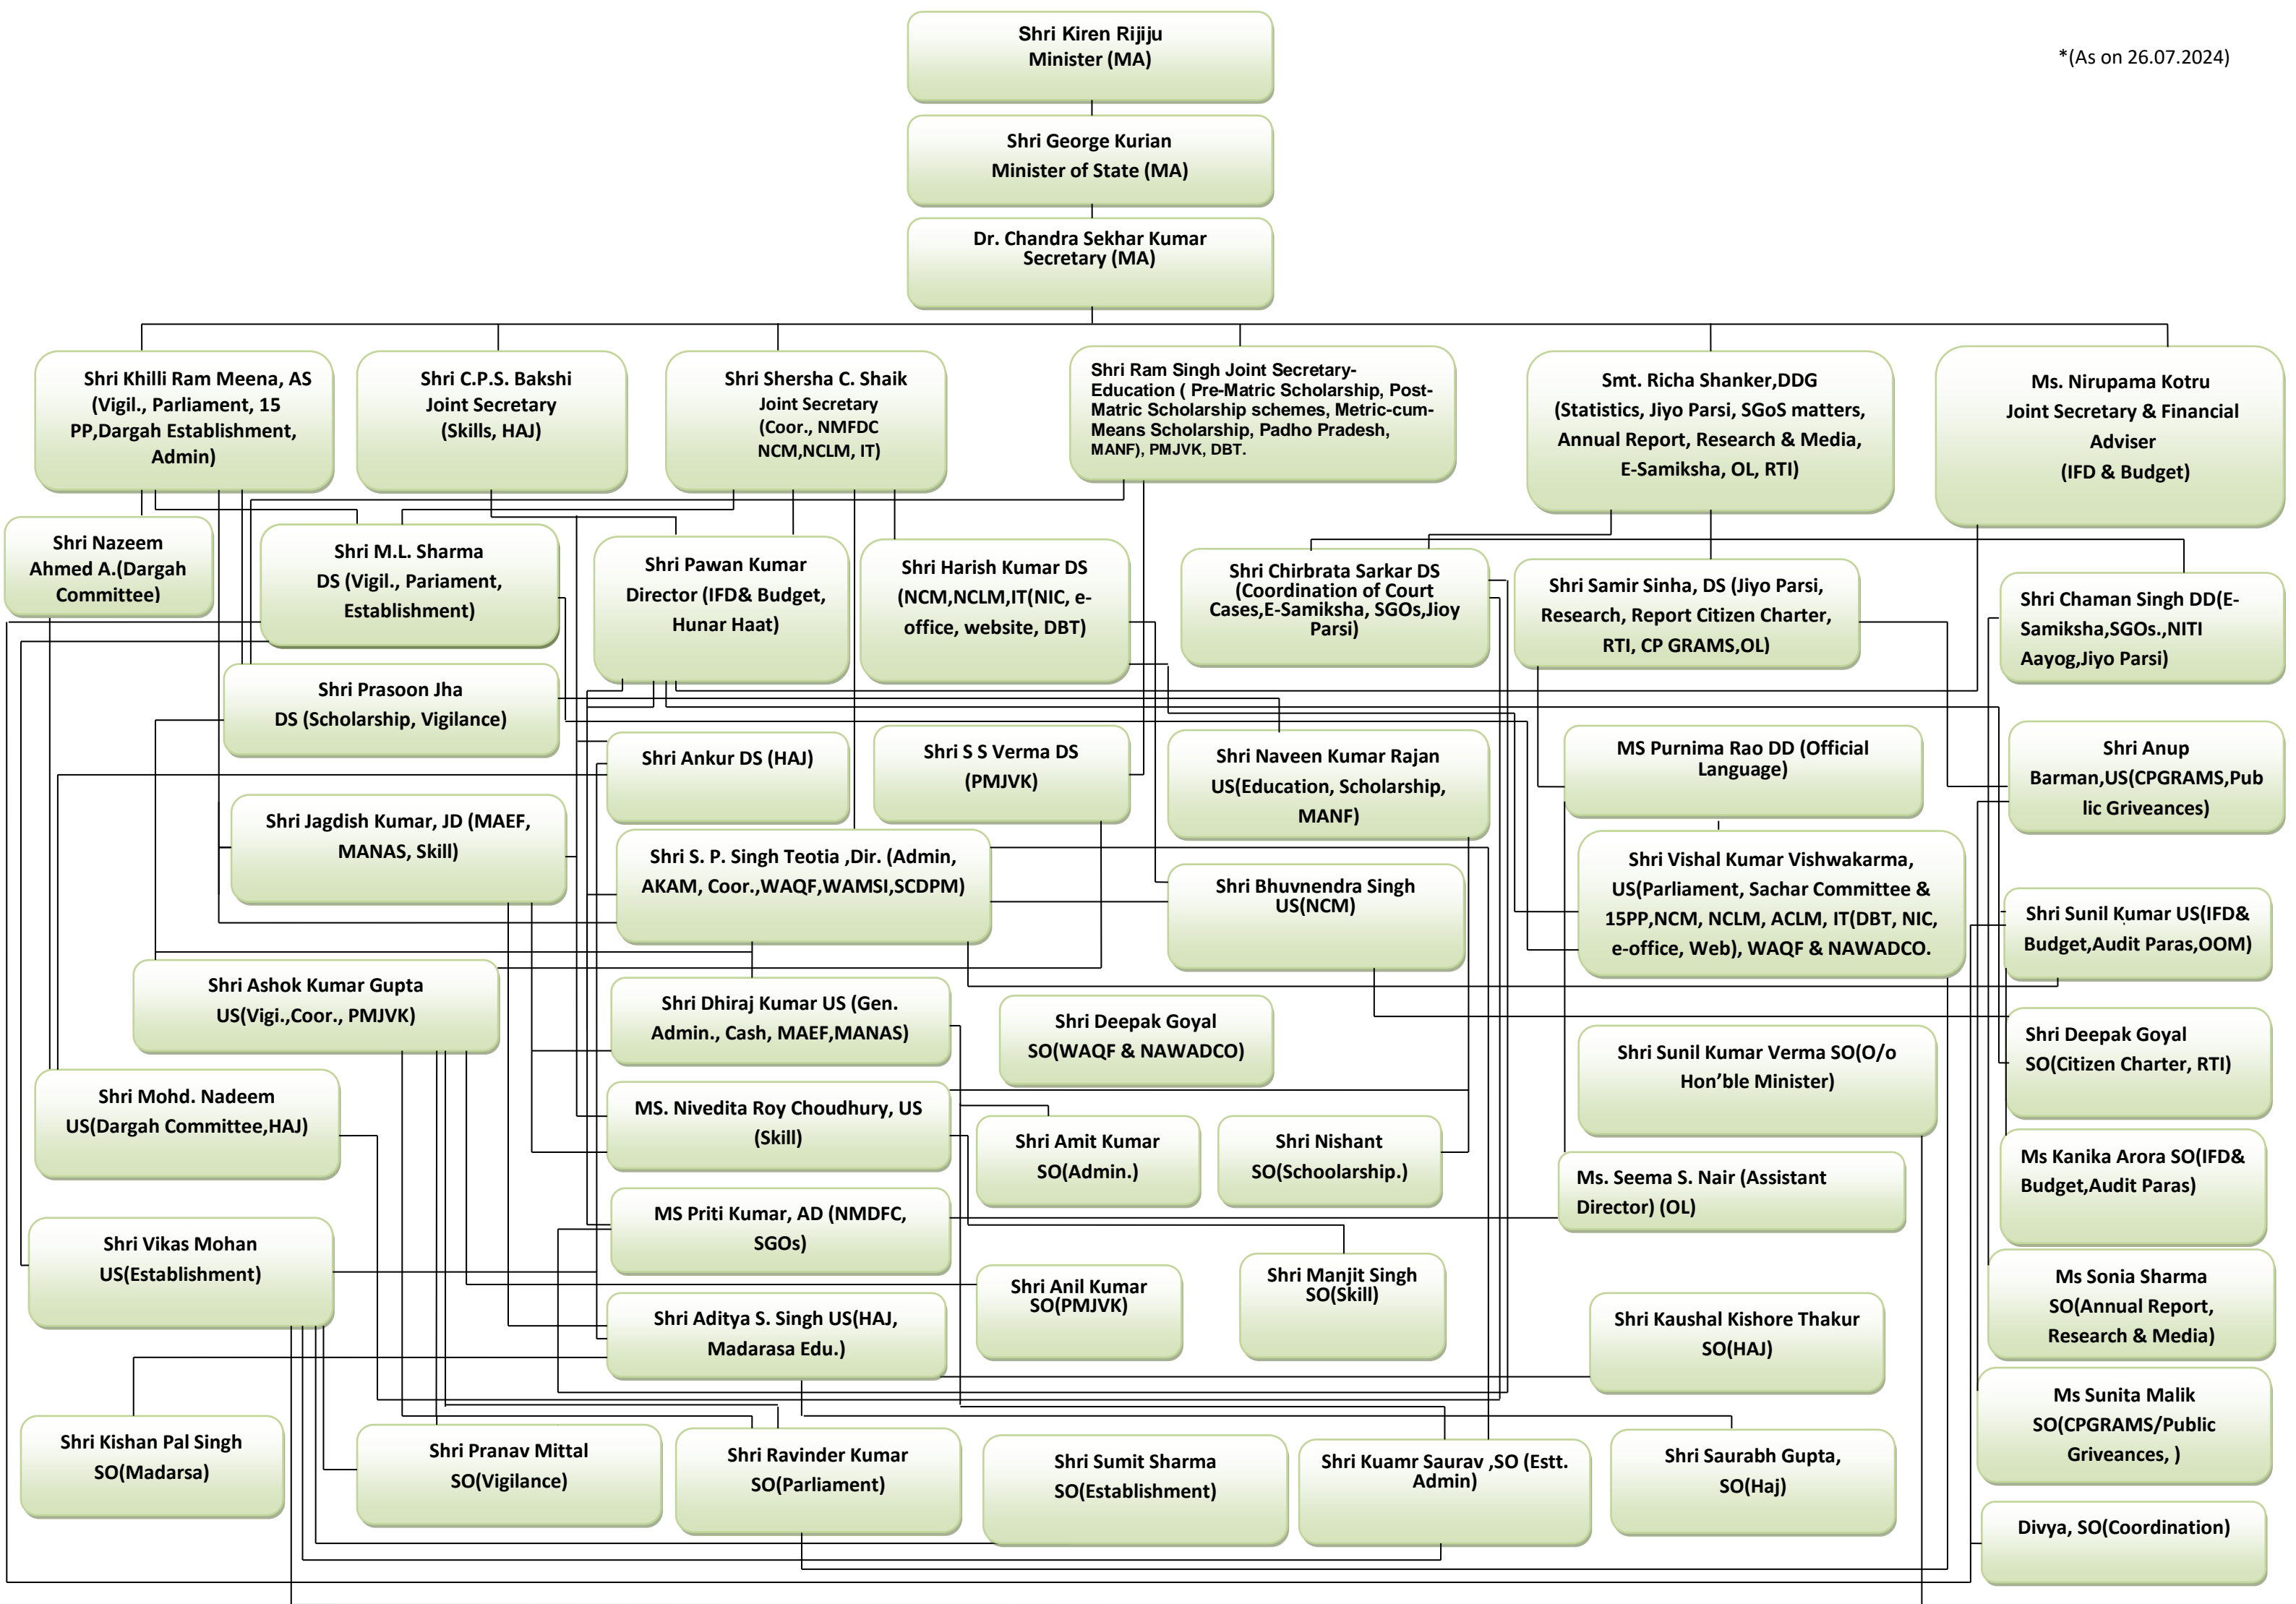 Shri Kiren Rijiju
Minister (MA)
*(As on 26.07.2024)
Shri George Kurian
Minister of State (MA)
Dr. Chandra Sekhar Kumar
Secretary (MA)
Shri Khilli Ram Meena, AS
(Vigil., Parliament, 15
PP,Dargah Establishment,
Admin)
Shri C.P.S. Bakshi
Joint Secretary
(Skills, HAJ)
Shri Shersha C. Shaik
Joint Secretary
(Coor., NMFDC
NCM,NCLM, IT)
Shri Ram Singh Joint Secretary-
Education ( Pre-Matric Scholarship, Post-
Matric Scholarship schemes, Metric-cum-
Means Scholarship, Padho Pradesh,
MANF), PMJVK, DBT.
Smt. Richa Shanker,DDG
(Statistics, Jiyo Parsi, SGoS matters,
Annual Report, Research & Media,
E-Samiksha, OL, RTI)
Ms. Nirupama Kotru
Joint Secretary & Financial
Adviser
(IFD & Budget)
Shri Nazeem
Ahmed A.(Dargah
Committee)
Shri M.L. Sharma
DS (Vigil., Pariament,
Establishment)
Shri Pawan Kumar
Director (IFD& Budget,
Hunar Haat)
Shri Harish Kumar DS
(NCM,NCLM,IT(NIC, e-
office, website, DBT)
Shri Chirbrata Sarkar DS
(Coordination of Court
Cases,E-Samiksha, SGOs,Jioy
Parsi)
Shri Samir Sinha, DS (Jiyo Parsi,
Research, Report Citizen Charter,
RTI, CP GRAMS,OL)
Shri Chaman Singh DD(E-
Samiksha,SGOs.,NITI
Aayog,Jiyo Parsi)
Shri Prasoon Jha
DS (Scholarship, Vigilance)
Shri Ankur DS (HAJ)
Shri S S Verma DS
(PMJVK)
Shri Naveen Kumar Rajan
US(Education, Scholarship,
MANF)
MS Purnima Rao DD (Official
Language)
Shri Anup
Barman,US(CPGRAMS,Pub
lic Griveances)
Shri Jagdish Kumar, JD (MAEF,
MANAS, Skill)
Shri S. P. Singh Teotia ,Dir. (Admin,
AKAM, Coor.,WAQF,WAMSI,SCDPM)
Shri Bhuvnendra Singh
US(NCM)
Shri Vishal Kumar Vishwakarma,
US(Parliament, Sachar Committee &
15PP,NCM, NCLM, ACLM, IT(DBT, NIC,
e-office, Web), WAQF & NAWADCO.
Shri Sunil Kumar US(IFD&
Budget,Audit Paras,OOM)
Shri Ashok Kumar Gupta
US(Vigi.,Coor., PMJVK)
Shri Dhiraj Kumar US (Gen.
Admin., Cash, MAEF,MANAS)
Shri Deepak Goyal
SO(WAQF & NAWADCO)
Shri Sunil Kumar Verma SO(O/o
Hon'ble Minister)
Shri Deepak Goyal
SO(Citizen Charter, RTI)
Shri Mohd. Nadeem
US(Dargah Committee,HAJ)
MS. Nivedita Roy Choudhury, US
(Skill)
Shri Amit Kumar
SO(Admin.)
Shri Nishant
SO(Schoolarship.)
Ms. Seema S. Nair (Assistant
Director) (OL)
Ms Kanika Arora SO(IFD&
Budget,Audit Paras)
Shri Vikas Mohan
US(Establishment)
MS Priti Kumar, AD (NMDFC,
SGOs)
Shri Anil Kumar
SO(PMJVK)
Shri Manjit Singh
SO(Skill)
Ms Sonia Sharma
SO(Annual Report,
Research & Media)
Shri Aditya S. Singh US(HAJ,
Madarasa Edu.)
Shri Kaushal Kishore Thakur
SO(HAJ)
Ms Sunita Malik
SO(CPGRAMS/Public
Griveances, )
Shri Kishan Pal Singh
SO(Madarsa)
Shri Pranav Mittal
SO(Vigilance)
Shri Ravinder Kumar
SO(Parliament)
Shri Sumit Sharma
SO(Establishment)
Shri Kuamr Saurav ,SO (Estt.
Admin)
Shri Saurabh Gupta,
SO(Haj)
Divya, SO(Coordination)